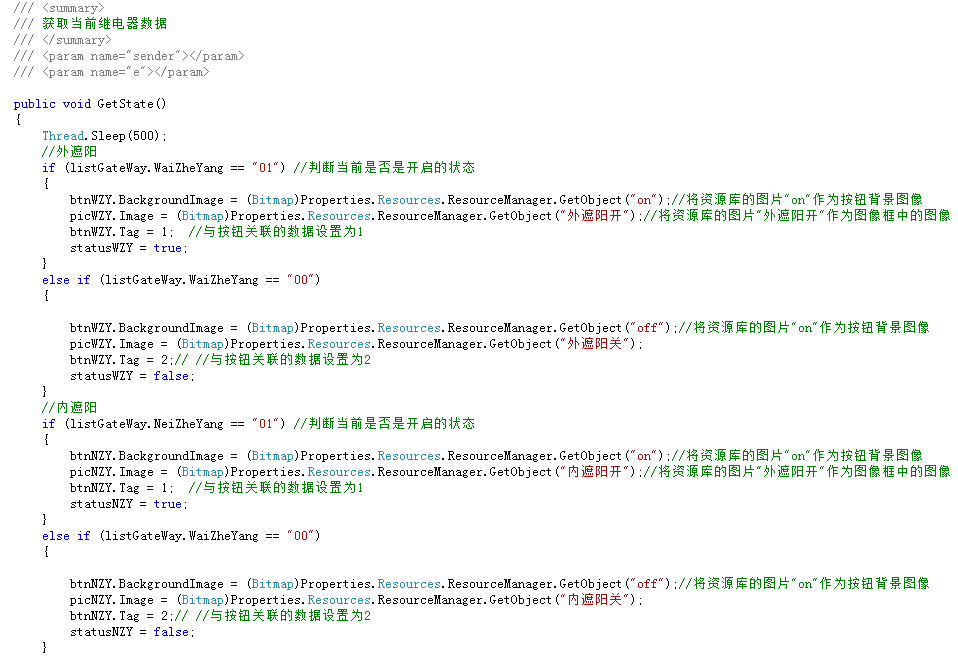 /// <summary>
/// 获取当前继电器数据
/// </summary>
/// <param name="sender"></param>
/// <param name="e"></param>
public void GetState()
{
Thread.Sleep(500);
//外遮阳
if (listGateWay.WaiZheYang == "01") //判断当前是否是开启的状态
{
btnWZY.BackgroundImage = (Bitmap)Properties.Resources.ResourceManager.GetObject("on");//将资源库的图片"on"作为按钮背景图像
picWZY.Image = (Bitmap)Properties.Resources.ResourceManager.GetObject("外遮阳开");//将资源库的图片"外遮阳开"作为图像框中的图像
btnWZY.Tag = 1;  //与按钮关联的数据设置为1
statusWZY = true;
}
else if (listGateWay.WaiZheYang == "00")
{
btnWZY.BackgroundImage = (Bitmap)Properties.Resources.ResourceManager.GetObject("off");//将资源库的图片"on"作为按钮背景图像
picWZY.Image = (Bitmap)Properties.Resources.ResourceManager.GetObject("外遮阳关");
btnWZY.Tag = 2;// //与按钮关联的数据设置为2
statusWZY = false;
}
//内遮阳
if (listGateWay.NeiZheYang == "01") //判断当前是否是开启的状态
{
btnNZY.BackgroundImage = (Bitmap)Properties.Resources.ResourceManager.GetObject("on");//将资源库的图片"on"作为按钮背景图像
picNZY.Image = (Bitmap)Properties.Resources.ResourceManager.GetObject("内遮阳开");//将资源库的图片"外遮阳开"作为图像框中的图像
btnNZY.Tag = 1;  //与按钮关联的数据设置为1
statusNZY = true;
}
else if (listGateWay.WaiZheYang == "00")
{
btnNZY.BackgroundImage = (Bitmap)Properties.Resources.ResourceManager.GetObject("off");//将资源库的图片"on"作为按钮背景图像
picNZY.Image = (Bitmap)Properties.Resources.ResourceManager.GetObject("内遮阳关");
btnNZY.Tag = 2;// //与按钮关联的数据设置为2
statusNZY = false;
}